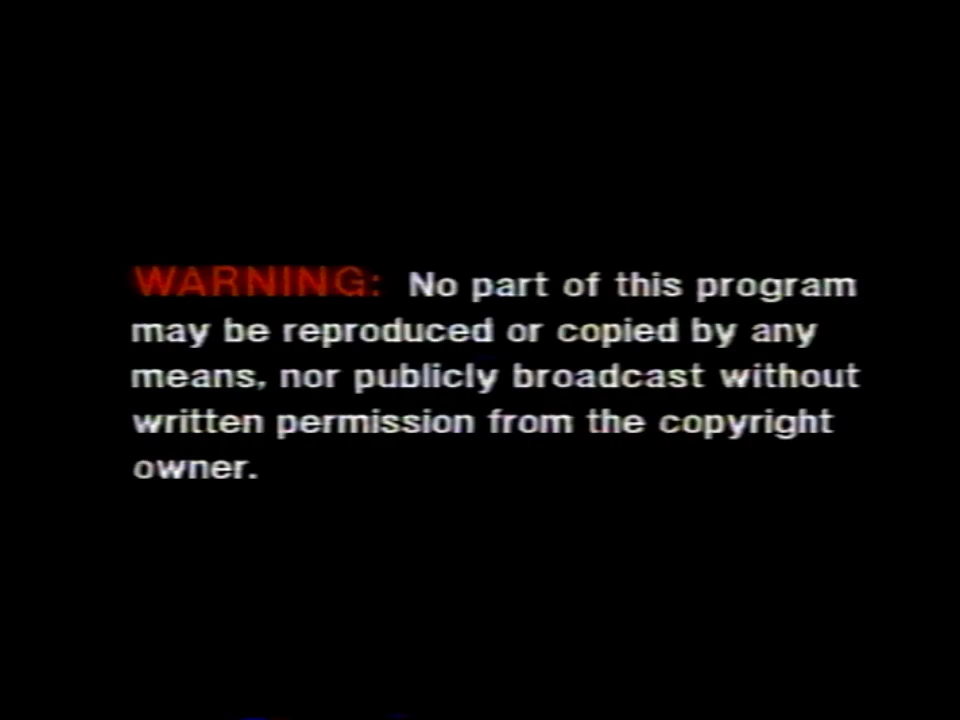 WARNING: No part of this program
may be reproduced or copied by any
means, nor publicly broadcast without
written permission from the copyright
owner.